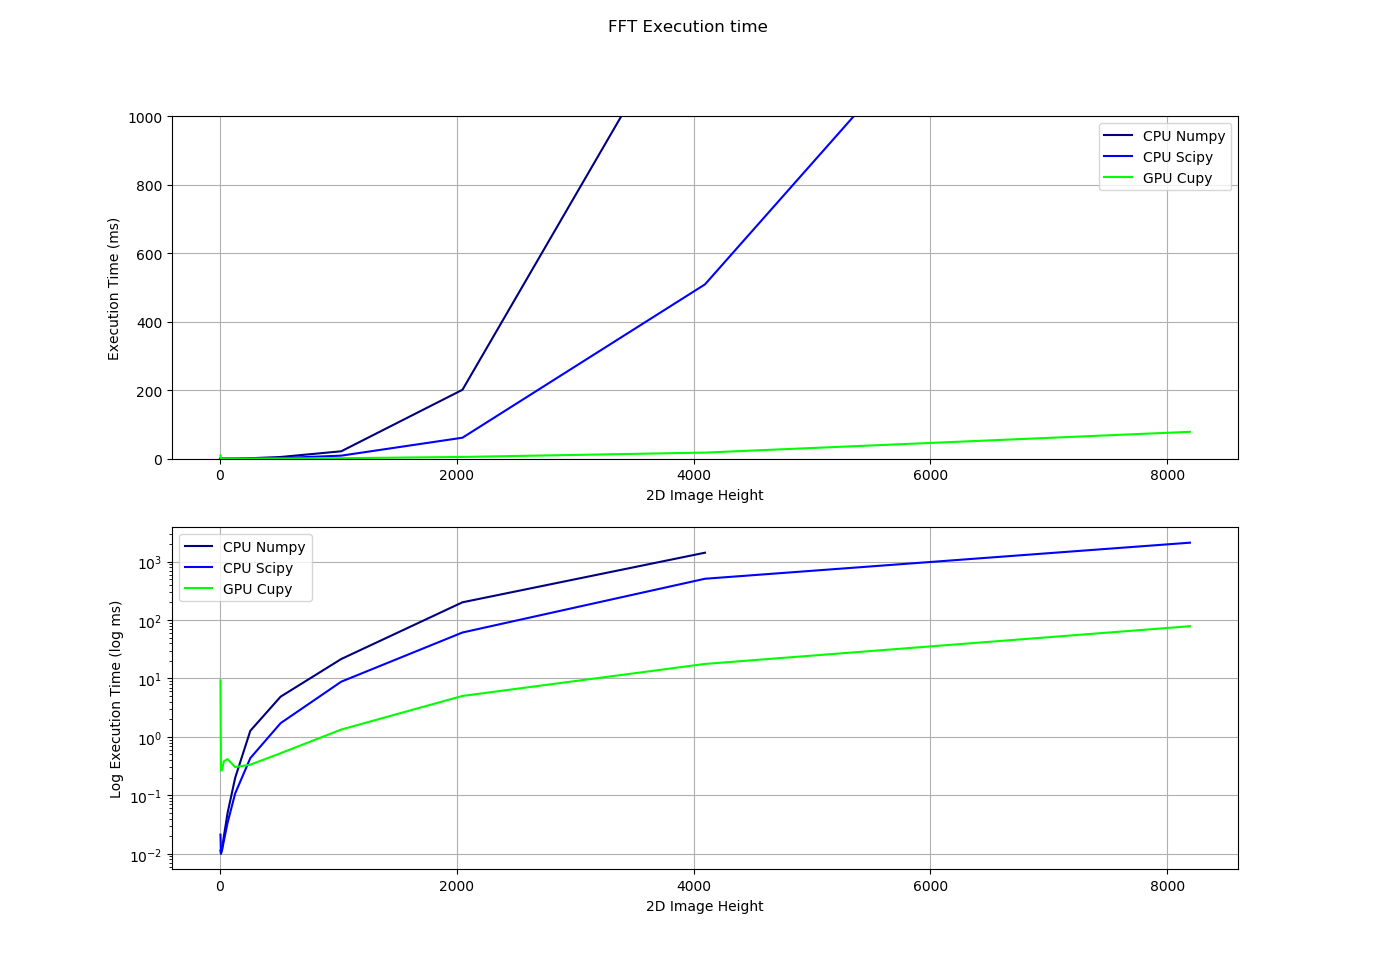 FFT Execution time
1000
800
600
400
200
0
Execution Time (ms)
CPU Numpy
CPU Scipy
GPU Cupy
0 2000 4000 6000 8000
2D Image Height
CPU Numpy
CPU Scipy
GPU Cupy
10³
10²
10¹
10⁰
10⁻¹
10⁻²
Log Execution Time (log ms)
0 2000 4000 6000 8000
2D Image Height